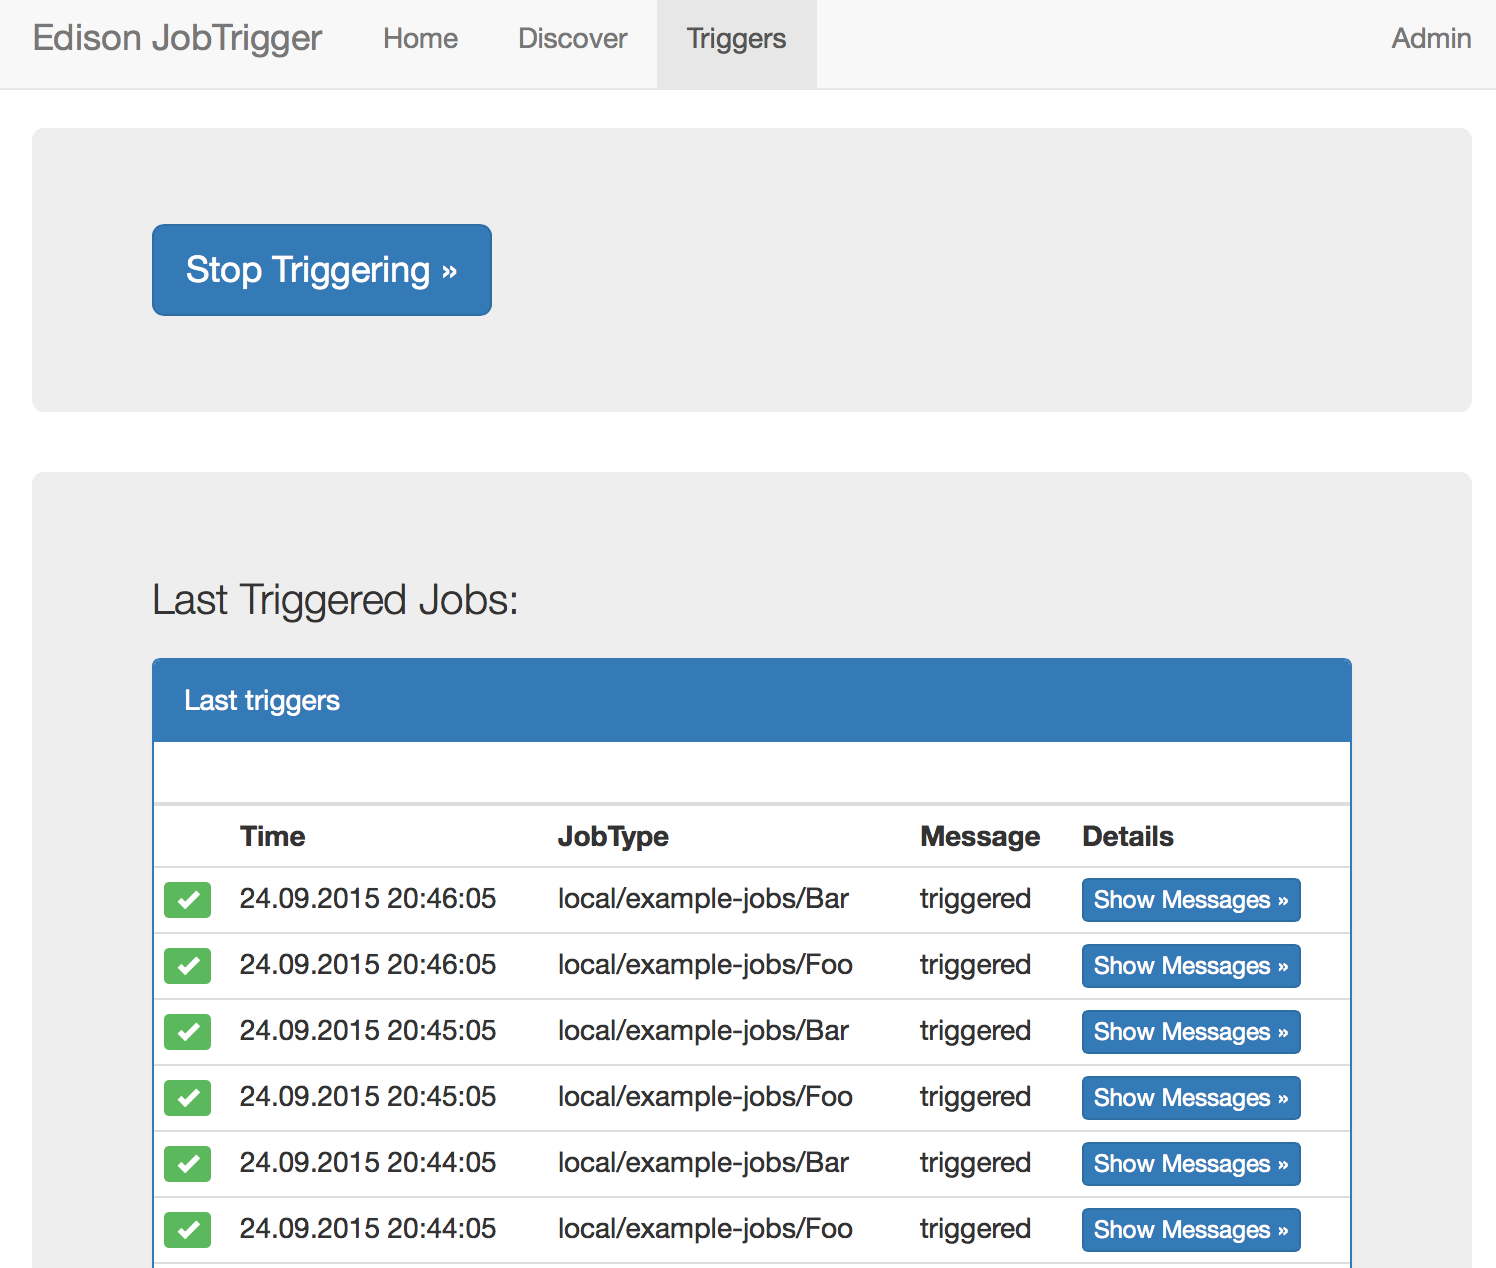 Edison JobTrigger Home Discover Triggers Admin
Stop Triggering »
Last Triggered Jobs:
Last triggers
Time JobType Message Details
24.09.2015 20:46:05 local/example-jobs/Bar triggered Show Messages »
24.09.2015 20:46:05 local/example-jobs/Foo triggered Show Messages »
24.09.2015 20:45:05 local/example-jobs/Bar triggered Show Messages »
24.09.2015 20:45:05 local/example-jobs/Foo triggered Show Messages »
24.09.2015 20:44:05 local/example-jobs/Bar triggered Show Messages »
24.09.2015 20:44:05 local/example-jobs/Foo triggered Show Messages »